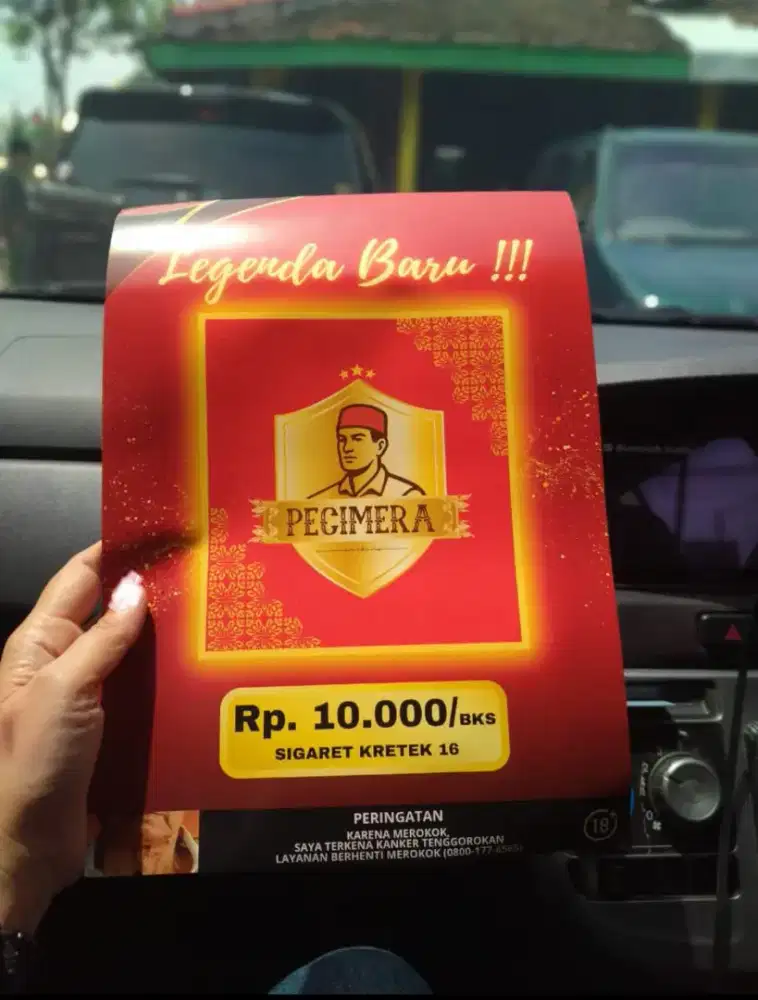 Legenda Baru !!!
PECIMERA
Rp. 10.000/BKS
SIGARET KRETEK 16
PERINGATAN
KARENA MEROKOK,
SAYA TERKENA KANKER TENGGOROKAN
LAYANAN BERHENTI MEROKOK (0800-177-6565)
18+